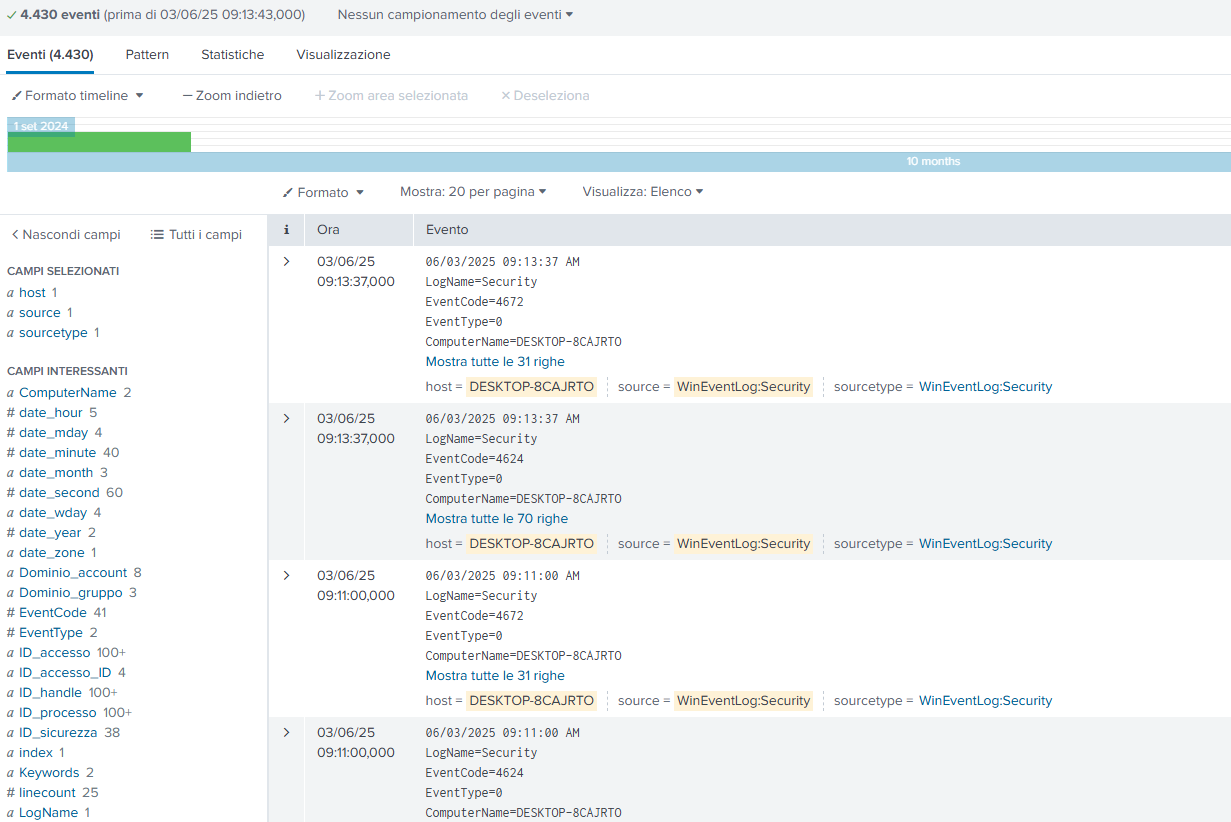 4.430 eventi (prima di 03/06/25 09:13:43,000) Nessun campionamento degli eventi
Eventi (4.430) Pattern Statistiche Visualizzazione
Formato timeline — Zoom indietro + Zoom area selezionata × Deseleziona
1 set 2024
10 months
Formato Mostra: 20 per pagina Visualizza: Elenco
< Nascondi campi Tutti i campi
CAMPI SELEZIONATI
a host 1
a source 1
a sourcetype 1
CAMPI INTERESSANTI
a ComputerName 2
# date_hour 5
# date_mday 4
# date_minute 40
a date_month 3
# date_second 60
a date_wday 4
# date_year 2
a date_zone 1
a Dominio_account 8
a Dominio_gruppo 3
# EventCode 41
# EventType 2
a ID_accesso 100+
a ID_accesso_ID 4
a ID_handle 100+
a ID_processo 100+
a ID_sicurezza 38
a index 1
a Keywords 2
# linecount 25
a LogName 1
i Ora Evento
> 03/06/25 09:13:37,000
06/03/2025 09:13:37 AM
LogName=Security
EventCode=4672
EventType=0
ComputerName=DESKTOP-8CAJRTO
Mostra tutte le 31 righe
host = DESKTOP-8CAJRTO source = WinEventLog:Security sourcetype = WinEventLog:Security
> 03/06/25 09:13:37,000
06/03/2025 09:13:37 AM
LogName=Security
EventCode=4624
EventType=0
ComputerName=DESKTOP-8CAJRTO
Mostra tutte le 70 righe
host = DESKTOP-8CAJRTO source = WinEventLog:Security sourcetype = WinEventLog:Security
> 03/06/25 09:11:00,000
06/03/2025 09:11:00 AM
LogName=Security
EventCode=4672
EventType=0
ComputerName=DESKTOP-8CAJRTO
Mostra tutte le 31 righe
host = DESKTOP-8CAJRTO source = WinEventLog:Security sourcetype = WinEventLog:Security
> 03/06/25 09:11:00,000
06/03/2025 09:11:00 AM
LogName=Security
EventCode=4624
EventType=0
ComputerName=DESKTOP-8CAJRTO